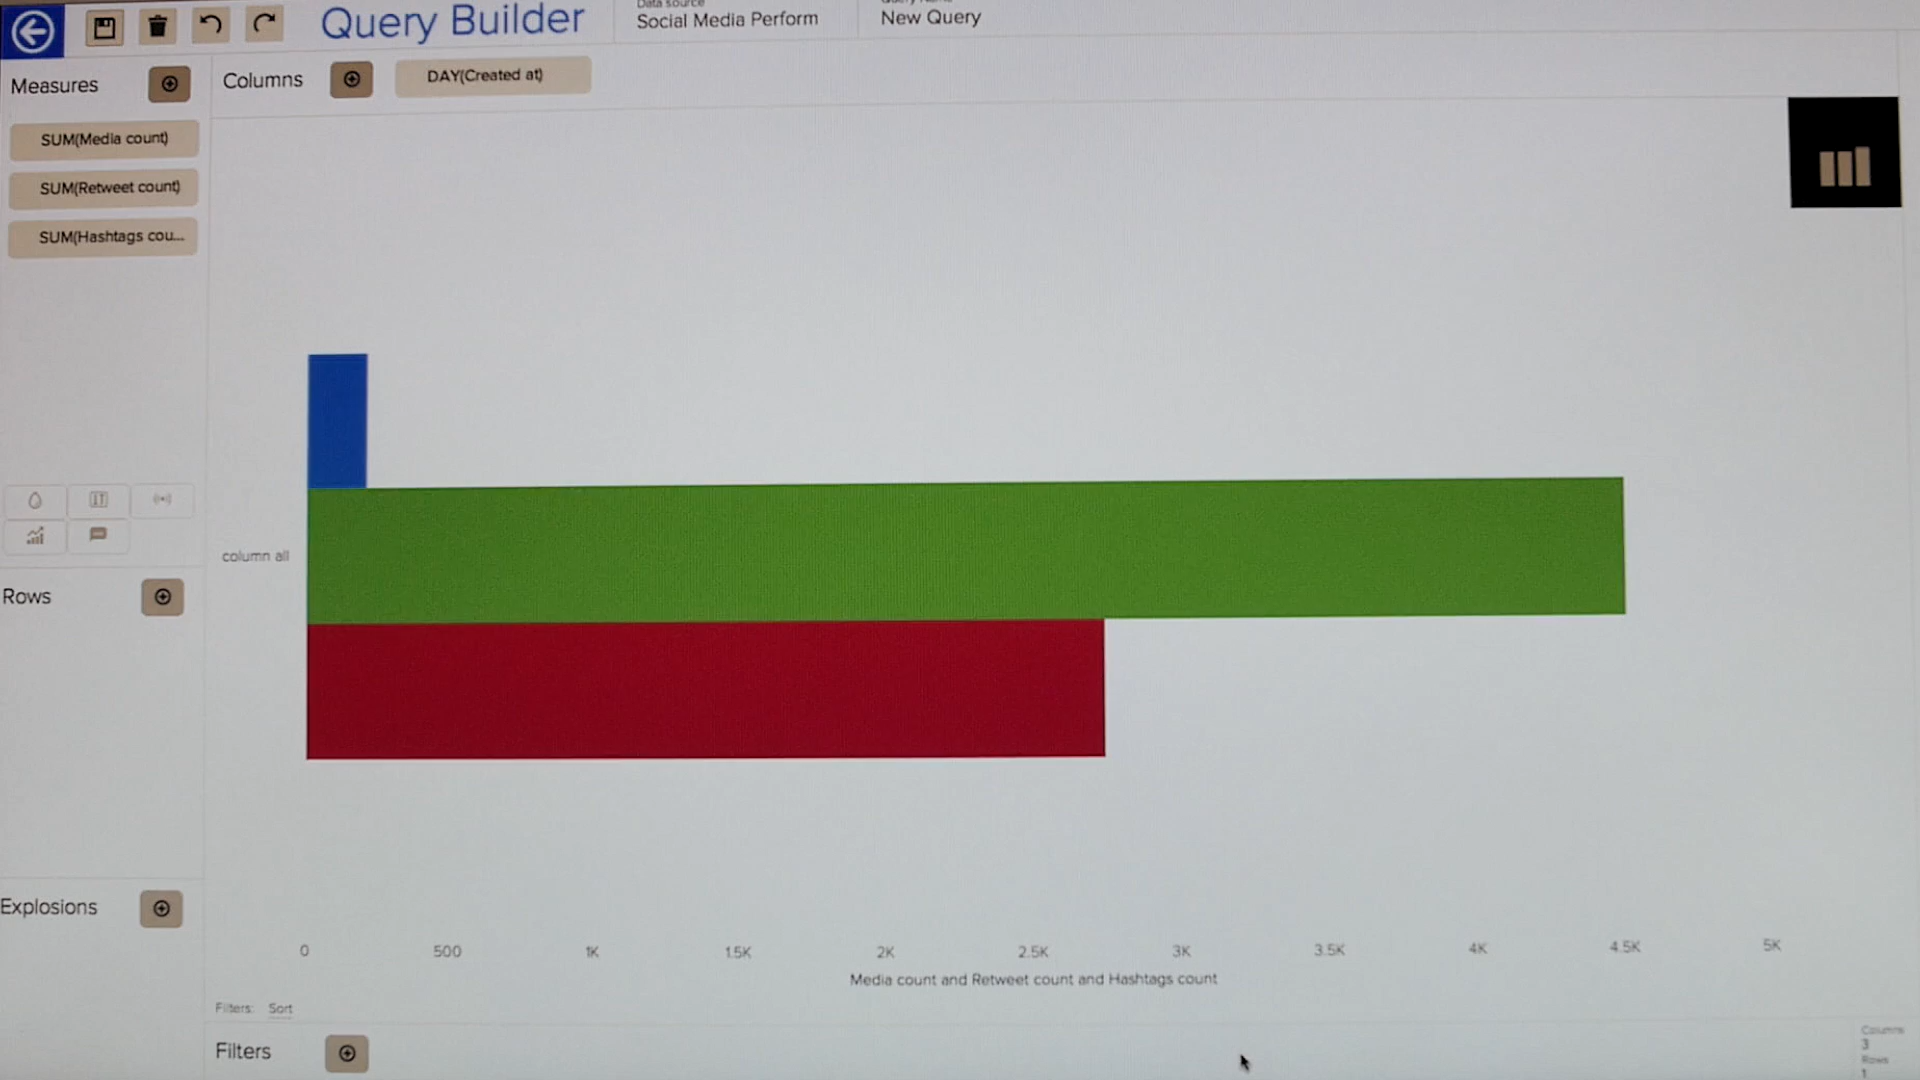 Query Builder
Data source
Social Media Perform
New Query
Measures
Columns
DAY(Created at)
SUM(Media count)
SUM(Retweet count)
SUM(Hashtags cou...
column all
Rows
Explosions
0 500 1K 1.5K 2K 2.5K 3K 3.5K 4K 4.5K 5K
Media count and Retweet count and Hashtags count
Filters: Sort
Filters
Columns
3
Rows
1